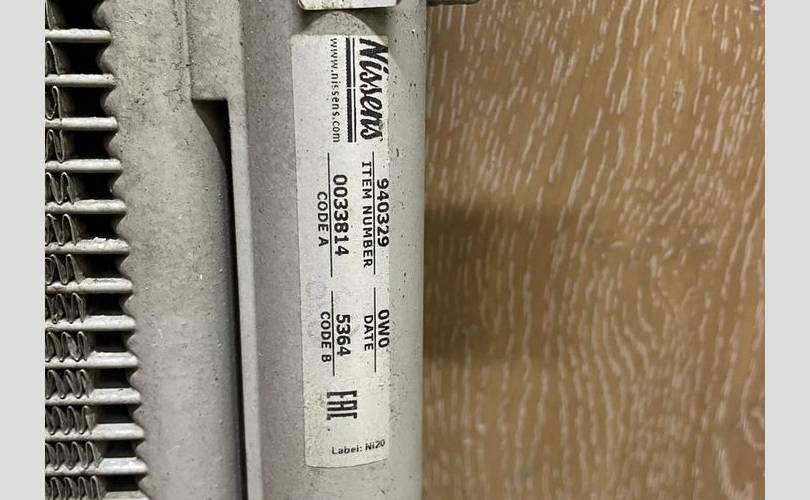 Nissens
www.nissens.com
940329
ITEM NUMBER
0W0
DATE
0033814
CODE A
5364
CODE B
EAC
Label: Ni20